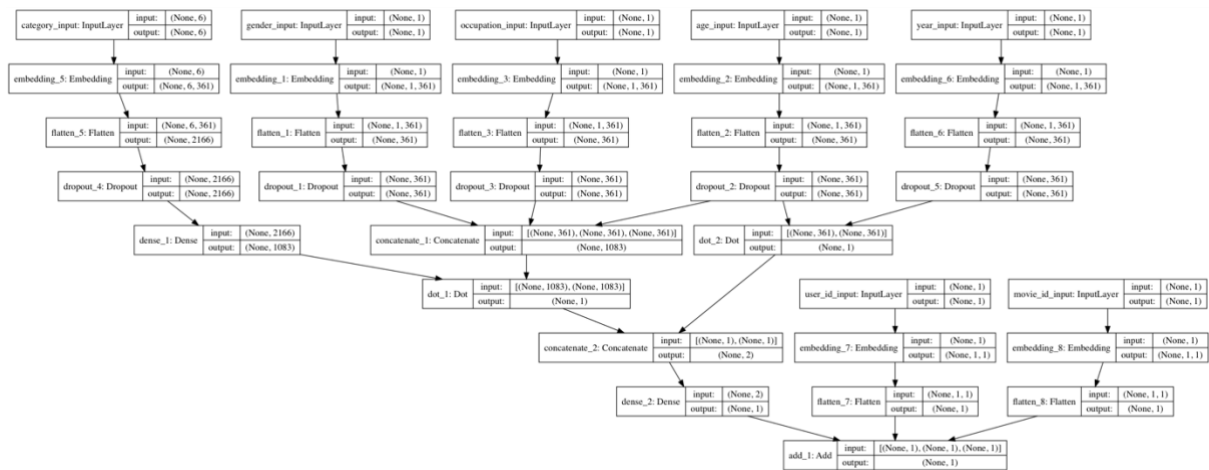 category_input: InputLayer input: (None, 6) output: (None, 6)
gender_input: InputLayer input: (None, 1) output: (None, 1)
occupation_input: InputLayer input: (None, 1) output: (None, 1)
age_input: InputLayer input: (None, 1) output: (None, 1)
year_input: InputLayer input: (None, 1) output: (None, 1)
embedding_5: Embedding input: (None, 6) output: (None, 6, 361)
embedding_1: Embedding input: (None, 1) output: (None, 1, 361)
embedding_3: Embedding input: (None, 1) output: (None, 1, 361)
embedding_2: Embedding input: (None, 1) output: (None, 1, 361)
embedding_6: Embedding input: (None, 1) output: (None, 1, 361)
flatten_5: Flatten input: (None, 6, 361) output: (None, 2166)
flatten_1: Flatten input: (None, 1, 361) output: (None, 361)
flatten_3: Flatten input: (None, 1, 361) output: (None, 361)
flatten_2: Flatten input: (None, 1, 361) output: (None, 361)
flatten_6: Flatten input: (None, 1, 361) output: (None, 361)
dropout_4: Dropout input: (None, 2166) output: (None, 2166)
dropout_1: Dropout input: (None, 361) output: (None, 361)
dropout_3: Dropout input: (None, 361) output: (None, 361)
dropout_2: Dropout input: (None, 361) output: (None, 361)
dropout_5: Dropout input: (None, 361) output: (None, 361)
dense_1: Dense input: (None, 2166) output: (None, 1083)
concatenate_1: Concatenate input: [(None, 361), (None, 361), (None, 361)] output: (None, 1083)
dot_2: Dot input: [(None, 361), (None, 361)] output: (None, 1)
dot_1: Dot input: [(None, 1083), (None, 1083)] output: (None, 1)
user_id_input: InputLayer input: (None, 1) output: (None, 1)
movie_id_input: InputLayer input: (None, 1) output: (None, 1)
concatenate_2: Concatenate input: [(None, 1), (None, 1)] output: (None, 2)
embedding_7: Embedding input: (None, 1) output: (None, 1, 1)
embedding_8: Embedding input: (None, 1) output: (None, 1, 1)
dense_2: Dense input: (None, 2) output: (None, 1)
flatten_7: Flatten input: (None, 1, 1) output: (None, 1)
flatten_8: Flatten input: (None, 1, 1) output: (None, 1)
add_1: Add input: [(None, 1), (None, 1), (None, 1)] output: (None, 1)